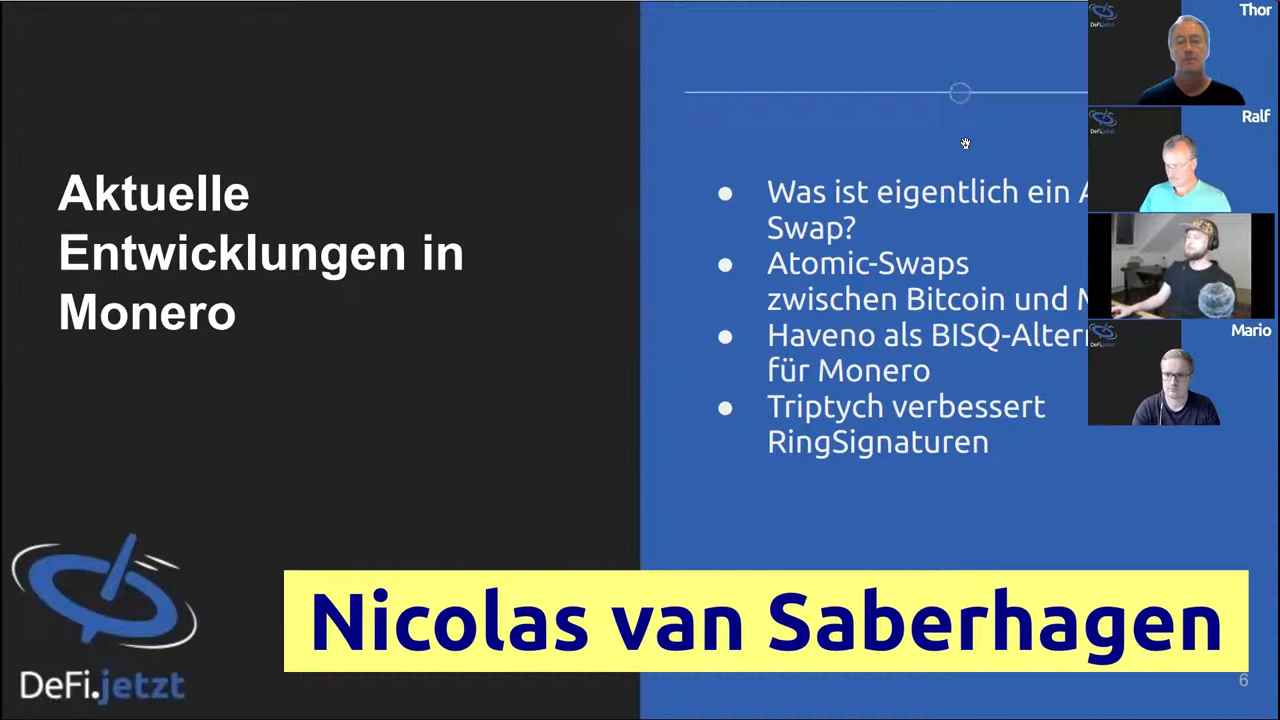 Aktuelle
Entwicklungen in
Monero
Was ist eigentlich ein
Swap?
Atomic-Swaps
zwischen Bitcoin und
Haveno als BISQ-Altern
für Monero
Triptych verbessert
RingSignaturen
Thor
Ralf
Mario
Nicolas van Saberhagen
DeFi.jetzt
6